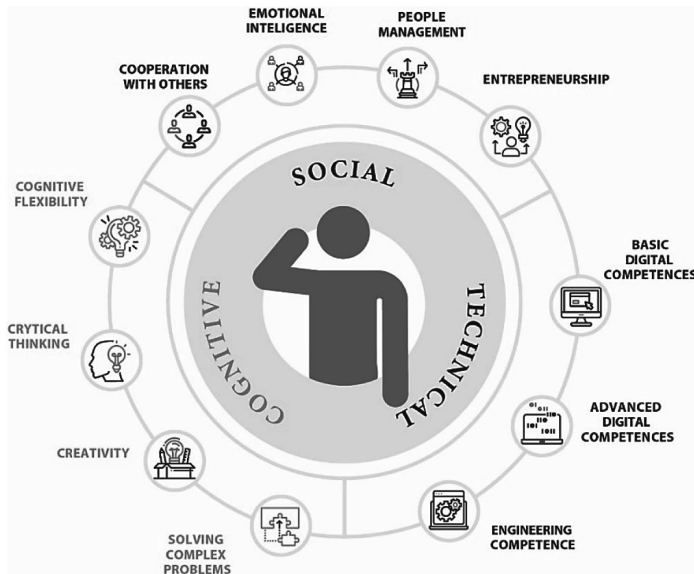 EMOTIONAL
INTELIGENCE
PEOPLE
MANAGEMENT
COOPERATION
WITH OTHERS
ENTREPRENEURSHIP
SOCIAL
COGNITIVE
FLEXIBILITY
BASIC
DIGITAL
COMPETENCES
COGNITIVE
TECHNICAL
CRYTICAL
THINKING
ADVANCED
DIGITAL
COMPETENCES
CREATIVITY
ENGINEERING
COMPETENCE
SOLVING
COMPLEX
PROBLEMS